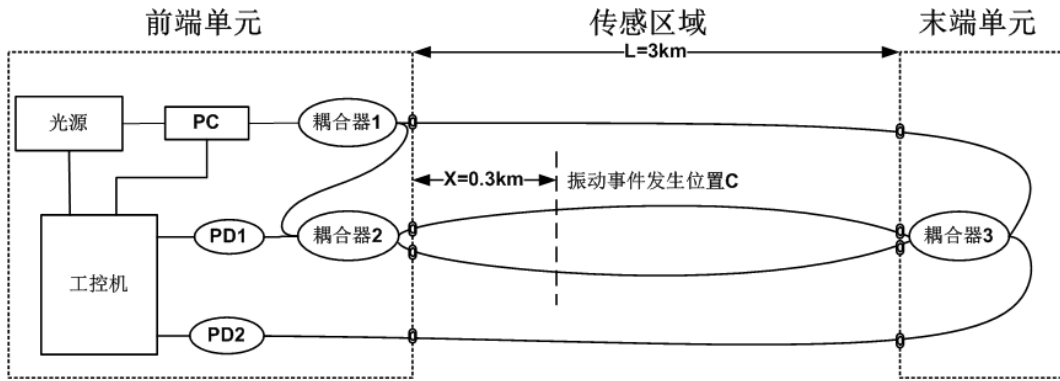 前端单元
传感区域
末端单元
L=3km
光源
PC
耦合器1
X=0.3km
振动事件发生位置C
PD1
耦合器2
耦合器3
工控机
PD2